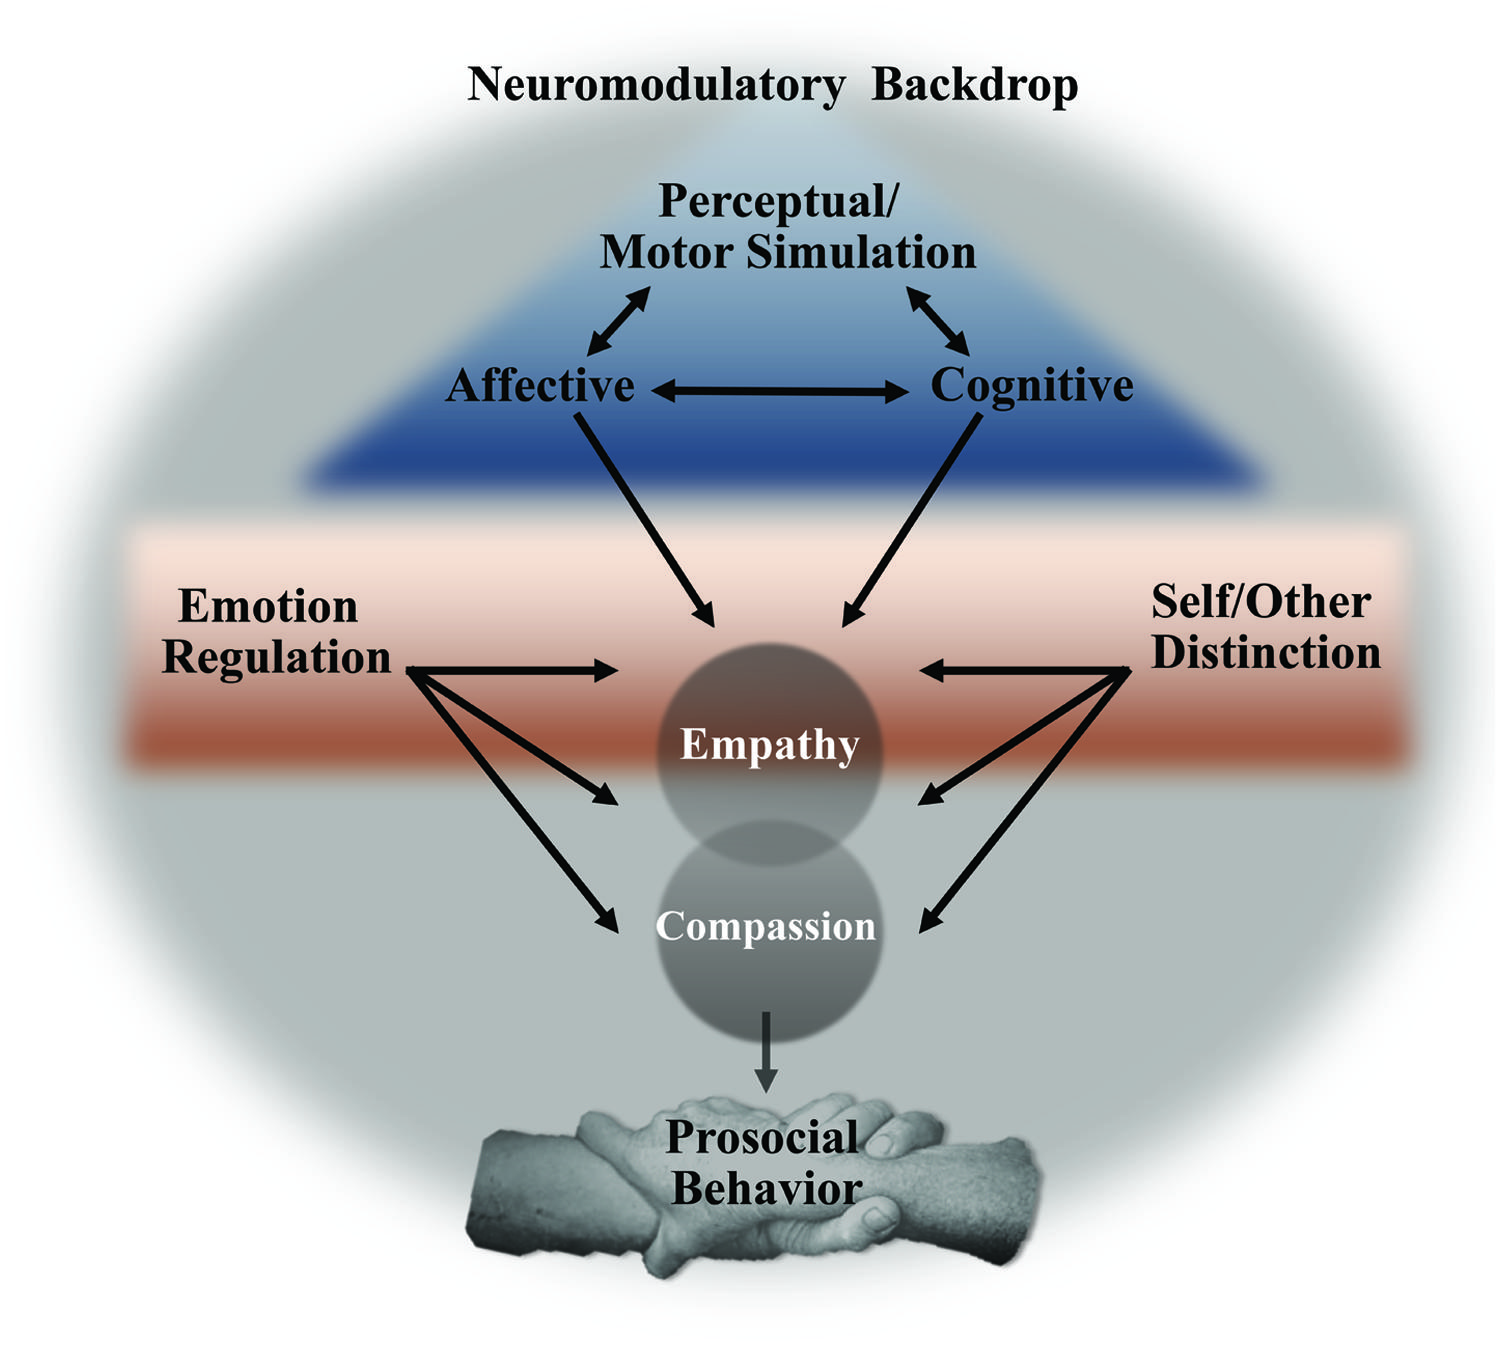 Neuromodulatory Backdrop
Perceptual/
Motor Simulation
Affective
Cognitive
Emotion
Regulation
Self/Other
Distinction
Empathy
Compassion
Prosocial
Behavior